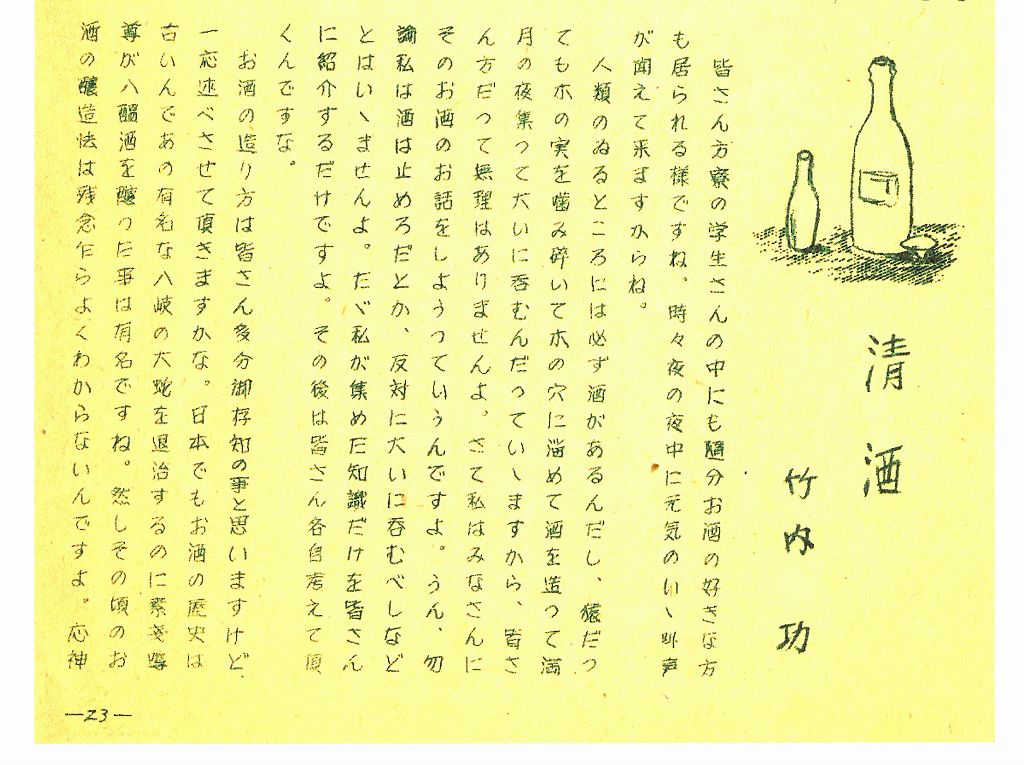 清酒
竹内 功
皆さん方寮の学生さんの中にも随分お酒の好きな方
も居られる様ですね。時々夜の夜中に元気のいゝ叫声
が聞えて来ますからね。
人類のゐるところには必ず酒があるんだし、猿だつ
ても木の実を噛み砕いて木の穴に溜めて酒を造つて満
月の夜集つて大いに呑むんだつていゝますから、皆さ
ん方だつて無理はありませんよ。さて私はみなさんに
そのお酒のお話をしようつていうんですよ。うん、勿
論私は酒は止めろだとか、反対に大いに呑むべしなど
とはいゝませんよ。だゞ私が集めた知識だけを皆さん
に紹介するだけですよ。その後は皆さん各自考えて頂
くんですな。
お酒の造り方は皆さん多分御存知の事と思いますけど
一応述べさせて頂きますかな。日本でもお酒の歴史は
古いんであの有名な八岐の大蛇を退治するのに素戔嗚
尊が八醞酒を醸つた事は有名ですね。然しその頃のお
酒の醸造法は残念乍らよくわからないんですよ。応神
—23—